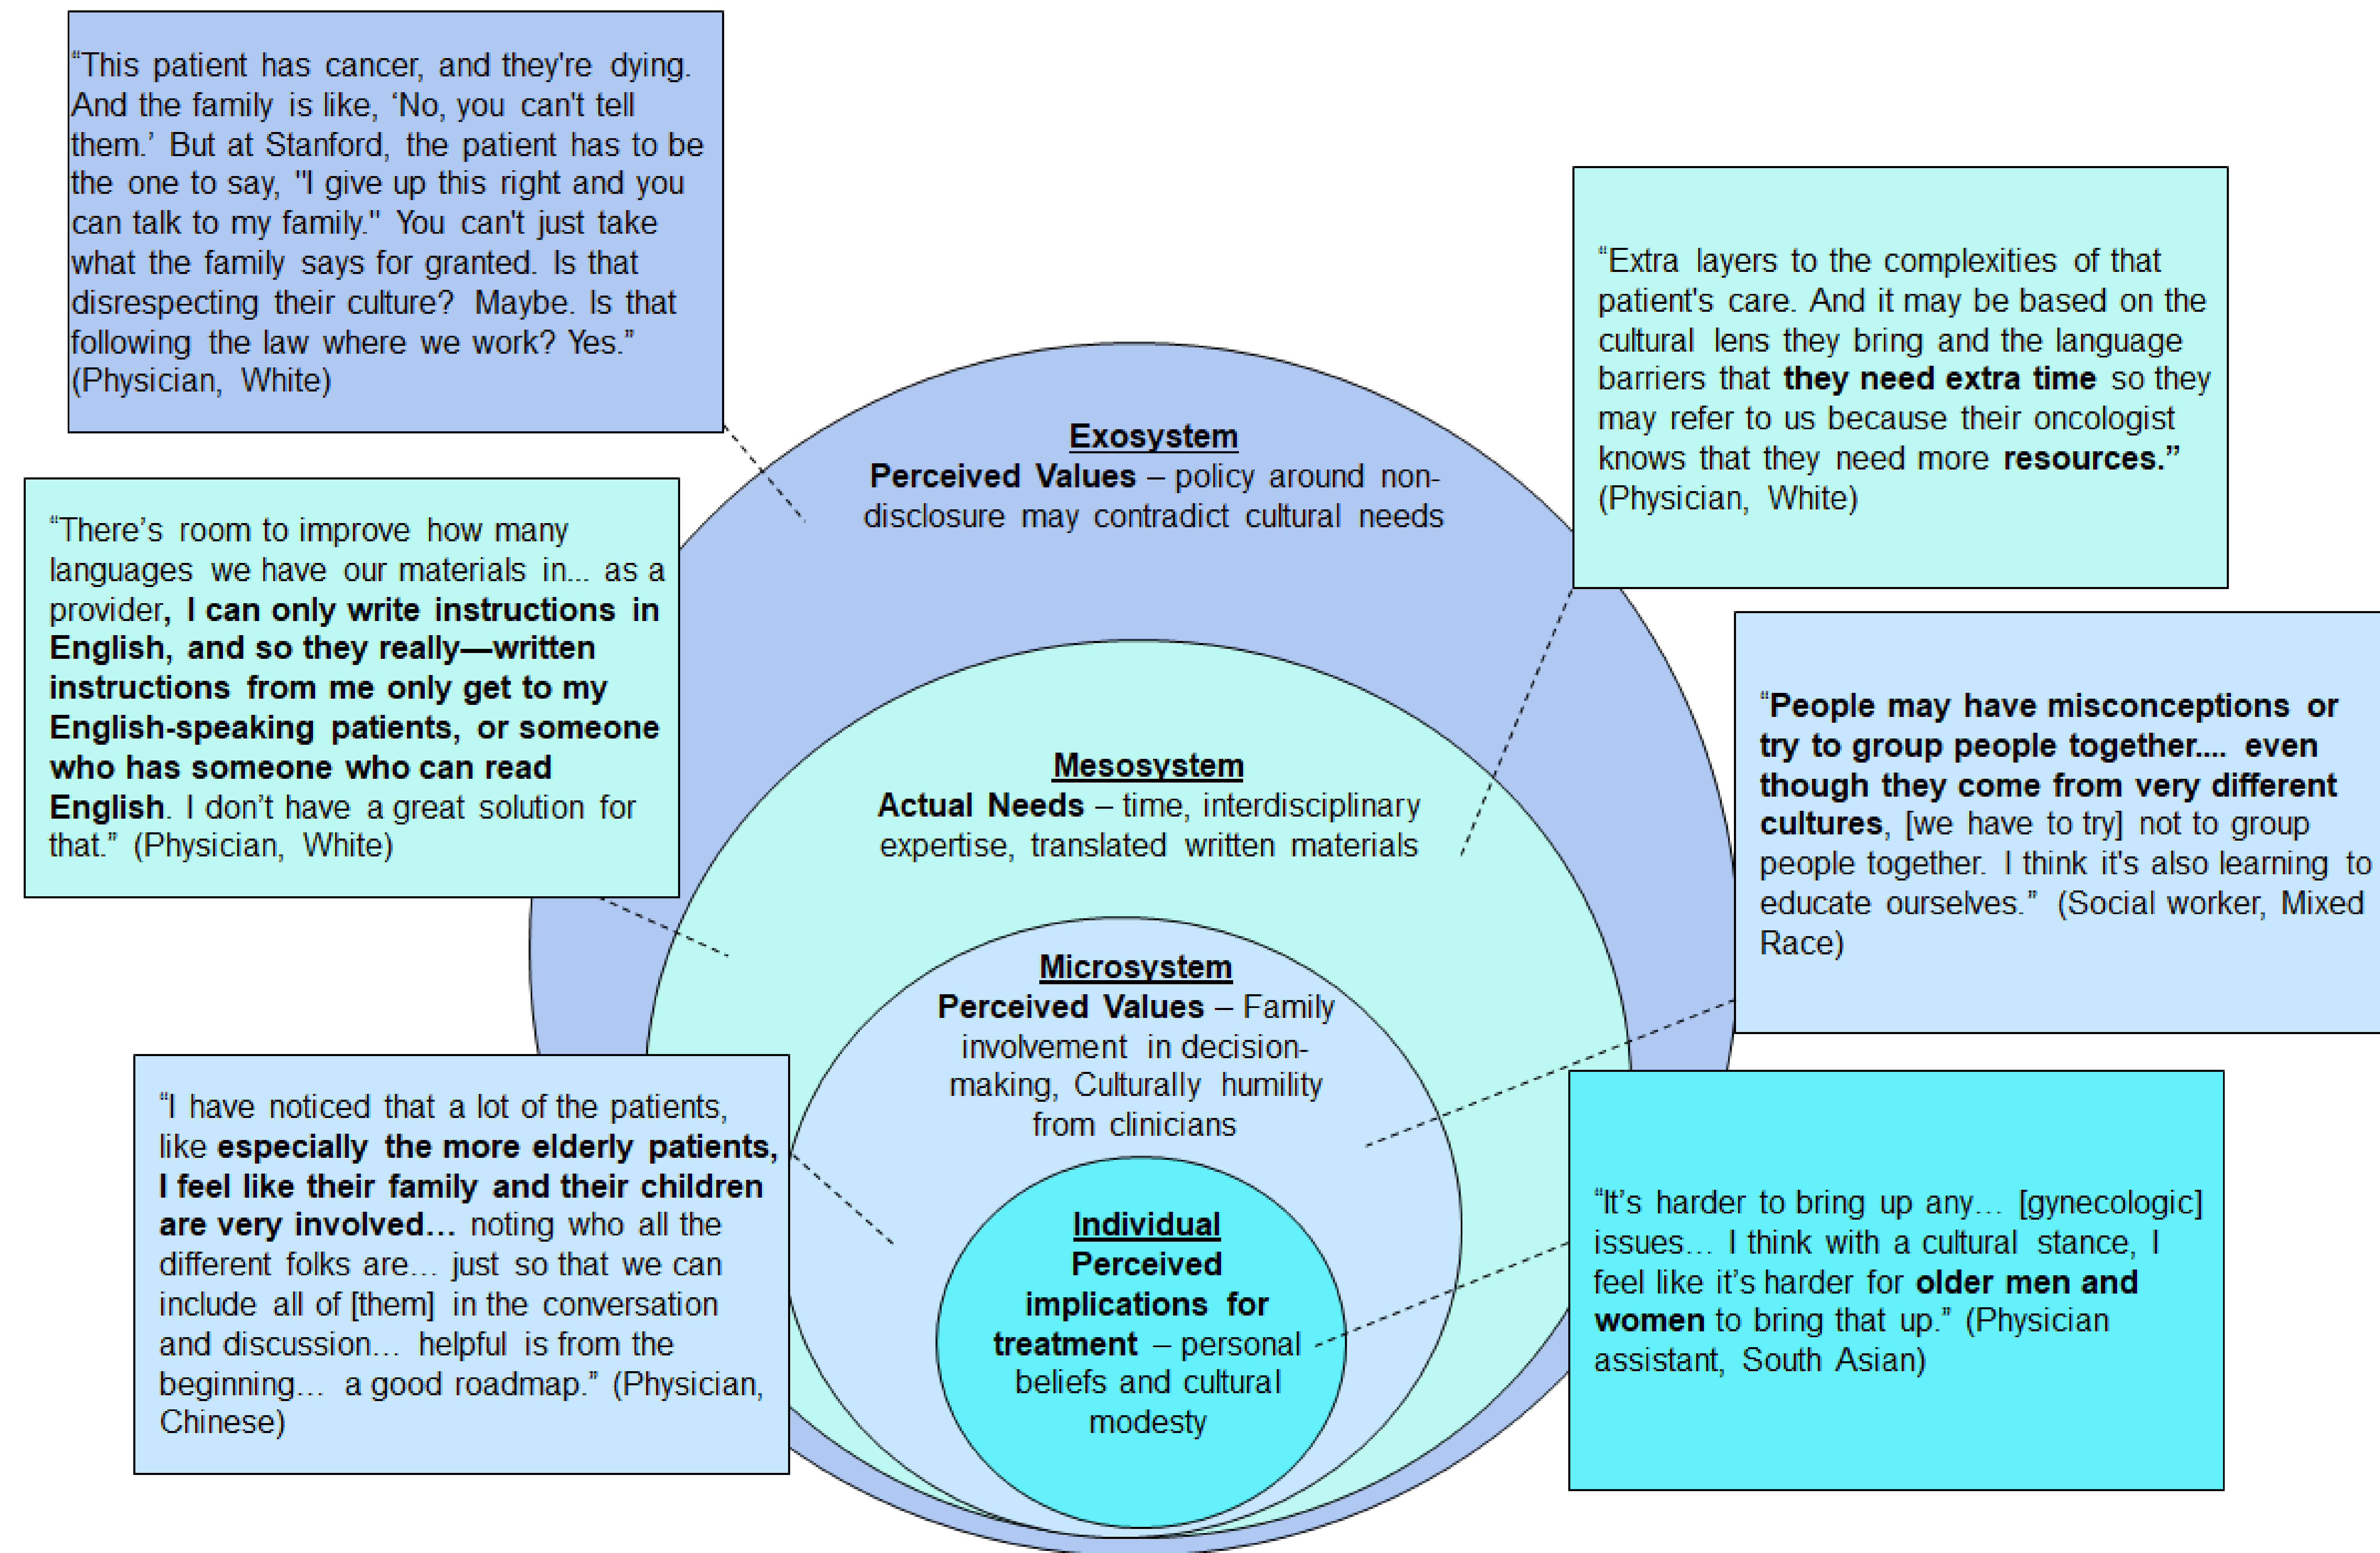 “This patient has cancer, and they're dying.
And the family is like, ‘No, you can't tell
them.’ But at Stanford, the patient has to be
the one to say, "I give up this right and you
can talk to my family." You can't just take
what the family says for granted. Is that
disrespecting their culture? Maybe. Is that
following the law where we work? Yes.”
(Physician, White)
“Extra layers to the complexities of that
patient's care. And it may be based on the
cultural lens they bring and the language
barriers that they need extra time so they
may refer to us because their oncologist
knows that they need more resources.”
(Physician, White)
Exosystem
Perceived Values – policy around non-
disclosure may contradict cultural needs
“There’s room to improve how many
languages we have our materials in... as a
provider, I can only write instructions in
English, and so they really—written
instructions from me only get to my
English-speaking patients, or someone
who has someone who can read
English. I don’t have a great solution for
that.” (Physician, White)
“People may have misconceptions or
try to group people together.... even
though they come from very different
cultures, [we have to try] not to group
people together. I think it's also learning to
educate ourselves.” (Social worker, Mixed
Race)
Mesosystem
Actual Needs – time, interdisciplinary
expertise, translated written materials
Microsystem
Perceived Values – Family
involvement in decision-
making, Culturally humility
from clinicians
“I have noticed that a lot of the patients,
like especially the more elderly patients,
I feel like their family and their children
are very involved… noting who all the
different folks are… just so that we can
include all of [them] in the conversation
and discussion… helpful is from the
beginning… a good roadmap.” (Physician,
Chinese)
Individual
Perceived
implications for
treatment – personal
beliefs and cultural
modesty
“It’s harder to bring up any… [gynecologic]
issues… I think with a cultural stance, I
feel like it’s harder for older men and
women to bring that up.” (Physician
assistant, South Asian)